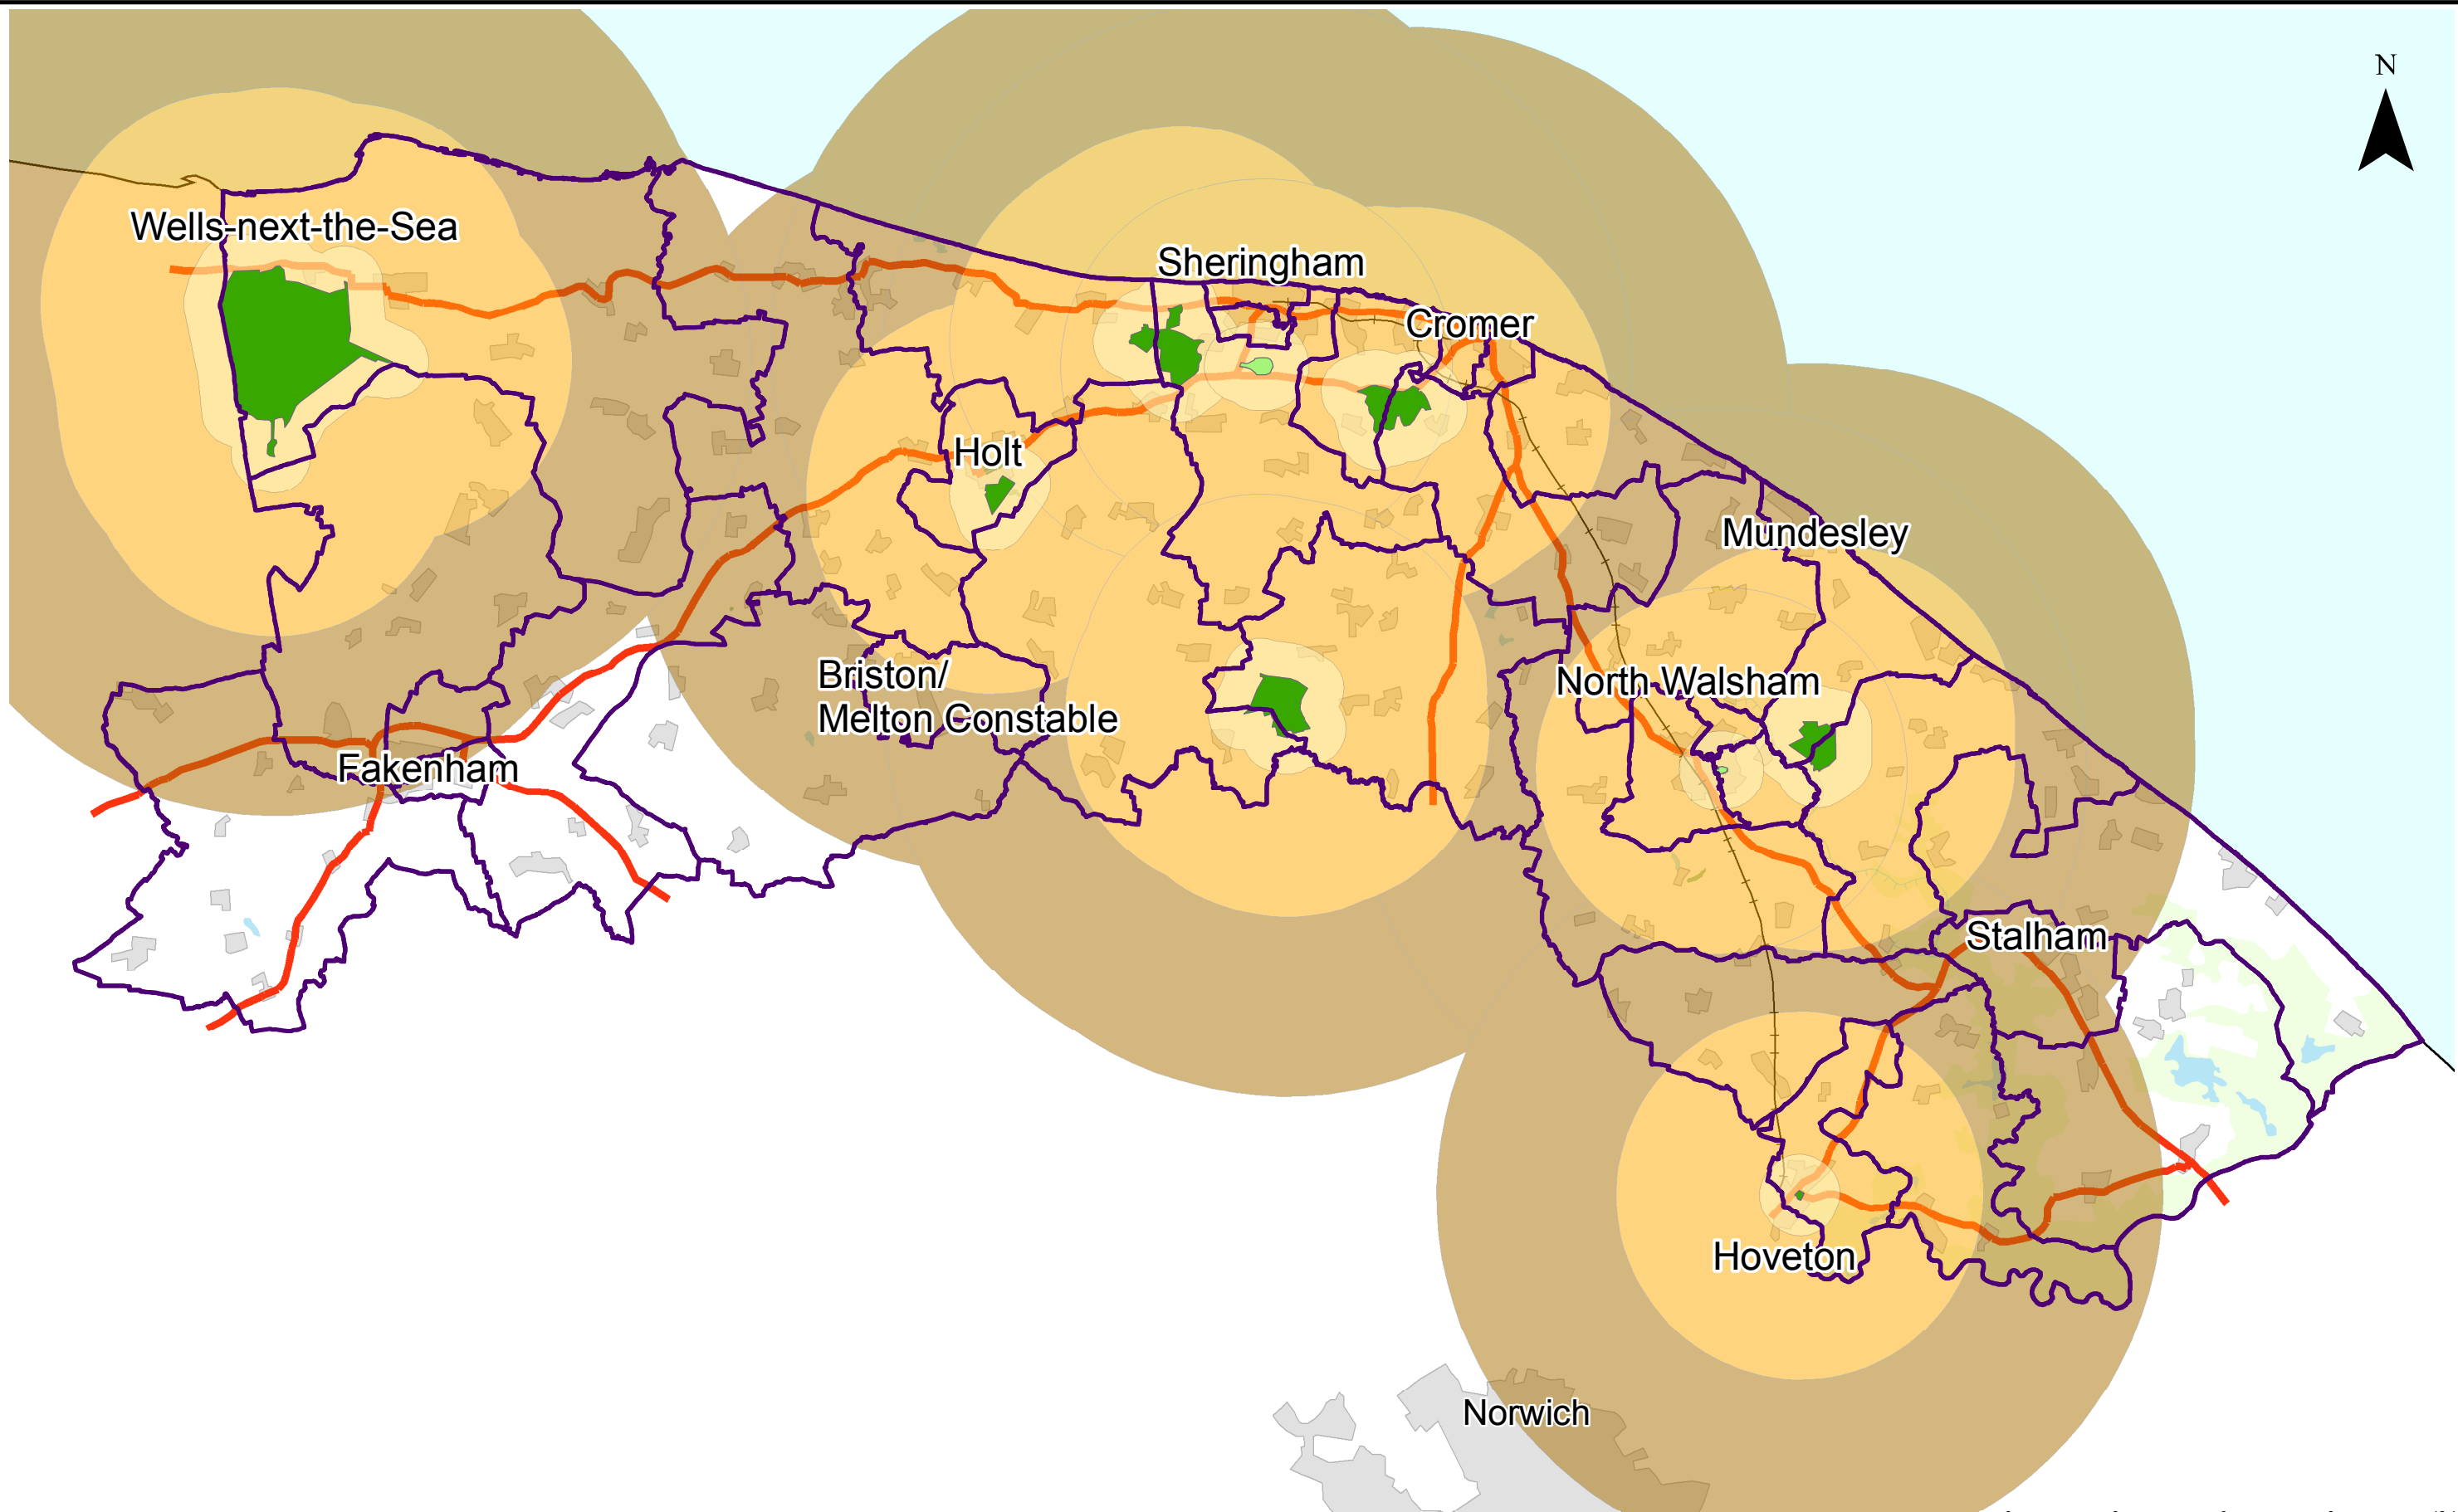 N
Wells-next-the-Sea
Sheringham
Cromer
Holt
Mundesley
Briston/
Melton Constable
North Walsham
Fakenham
Stalham
Hoveton
Norwich